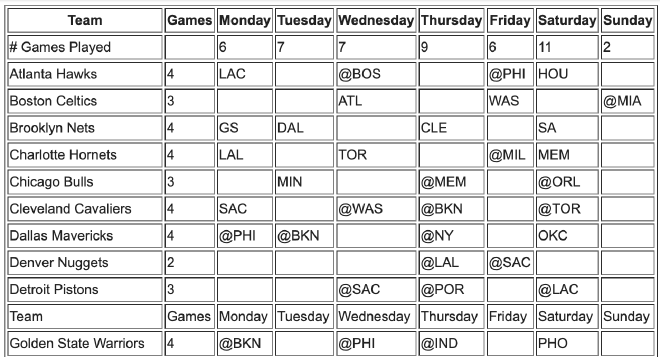 Team Games Monday Tuesday Wednesday Thursday Friday Saturday Sunday
# Games Played 6 7 7 9 6 11 2
Atlanta Hawks 4 LAC @BOS @PHI HOU
Boston Celtics 3 ATL WAS @MIA
Brooklyn Nets 4 GS DAL CLE SA
Charlotte Hornets 4 LAL TOR @MIL MEM
Chicago Bulls 3 MIN @MEM @ORL
Cleveland Cavaliers 4 SAC @WAS @BKN @TOR
Dallas Mavericks 4 @PHI @BKN @NY OKC
Denver Nuggets 2 @LAL @SAC
Detroit Pistons 3 @SAC @POR @LAC
Team Games Monday Tuesday Wednesday Thursday Friday Saturday Sunday
Golden State Warriors 4 @BKN @PHI @IND PHO